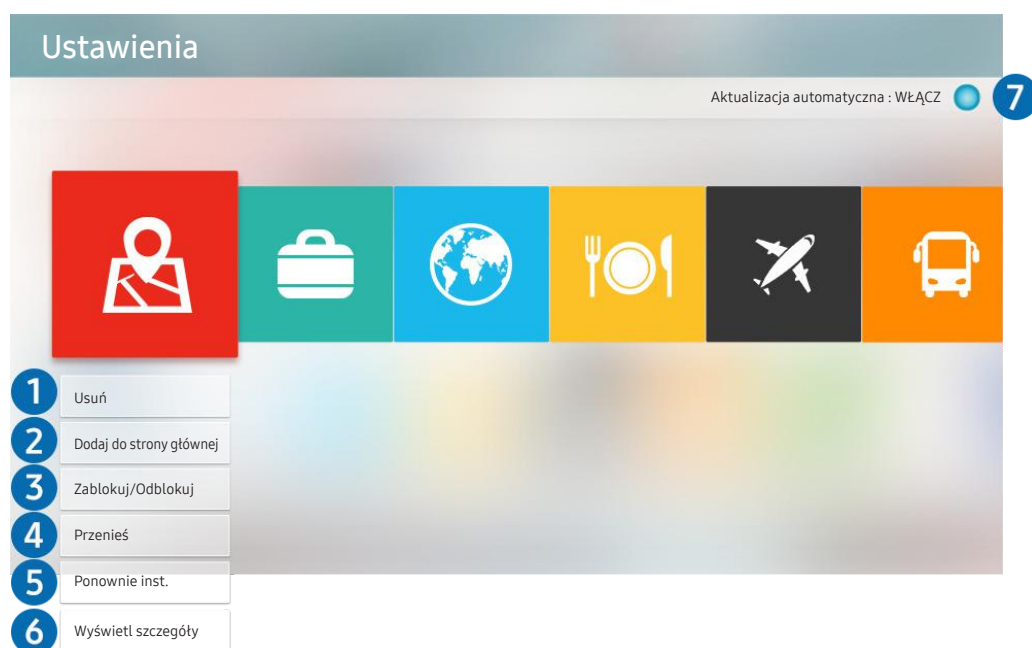 Ustawienia
Aktualizacja automatyczna : WŁĄCZ 7
1 Usuń
2 Dodaj do strony głównej
3 Zablokuj/Odblokuj
4 Przenieś
5 Ponownie inst.
6 Wyświetl szczegóły